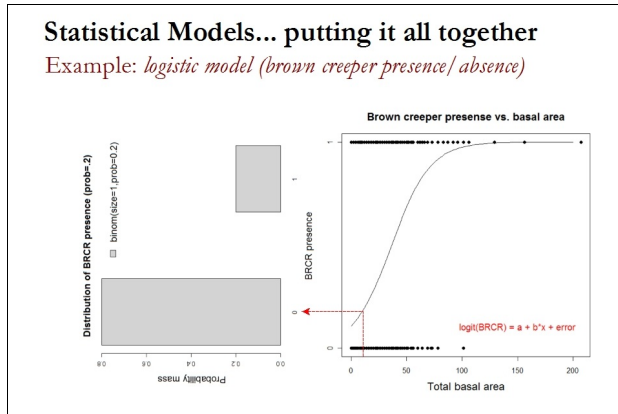 Statistical Models... putting it all together
Example: logistic model (brown creeper presence/absence)
Distribution of BRCR presence (prob=.2)
binom(size=1,prob=0.2)
1
0
0.8
0.6
0.4
0.2
0.0
Probability mass
Brown creeper presense vs. basal area
BRCR presence
1
0
logit(BRCR) = a + b*x + error
0
50
100
150
200
Total basal area